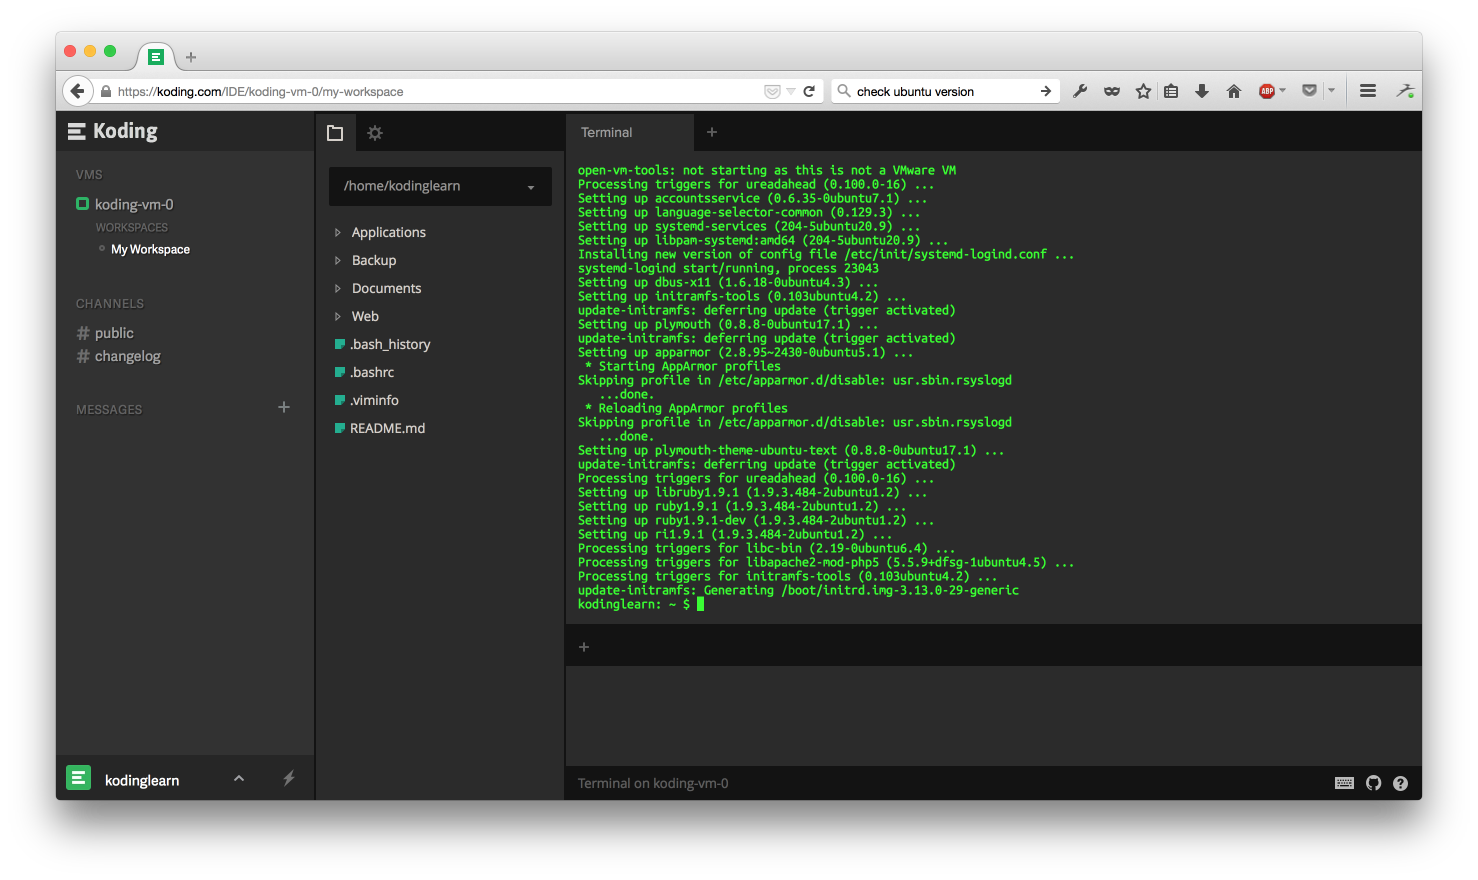 https://koding.com/IDE/koding-vm-0/my-workspace
check ubuntu version
ABP
Koding
VMS
koding-vm-0
WORKSPACES
My Workspace
CHANNELS
# public
# changelog
MESSAGES +
kodinglearn
/home/kodinglearn
Applications
Backup
Documents
Web
.bash_history
.bashrc
.viminfo
README.md
Terminal +
open-vm-tools: not starting as this is not a VMware VM
Processing triggers for ureadahead (0.100.0-16) ...
Setting up accountsservice (0.6.35-0ubuntu7.1) ...
Setting up language-selector-common (0.129.3) ...
Setting up systemd-services (204-5ubuntu20.9) ...
Setting up libpam-systemd:amd64 (204-5ubuntu20.9) ...
Installing new version of config file /etc/init/systemd-logind.conf ...
systemd-logind start/running, process 23043
Setting up dbus-x11 (1.6.18-0ubuntu4.3) ...
Setting up initramfs-tools (0.103ubuntu4.2) ...
update-initramfs: deferring update (trigger activated)
Setting up plymouth (0.8.8-0ubuntu17.1) ...
update-initramfs: deferring update (trigger activated)
Setting up apparmor (2.8.95~2430-0ubuntu5.1) ...
 * Starting AppArmor profiles
Skipping profile in /etc/apparmor.d/disable: usr.sbin.rsyslogd
   ...done.
 * Reloading AppArmor profiles
Skipping profile in /etc/apparmor.d/disable: usr.sbin.rsyslogd
   ...done.
Setting up plymouth-theme-ubuntu-text (0.8.8-0ubuntu17.1) ...
update-initramfs: deferring update (trigger activated)
Processing triggers for ureadahead (0.100.0-16) ...
Setting up libruby1.9.1 (1.9.3.484-2ubuntu1.2) ...
Setting up ruby1.9.1 (1.9.3.484-2ubuntu1.2) ...
Setting up ruby1.9.1-dev (1.9.3.484-2ubuntu1.2) ...
Setting up ri1.9.1 (1.9.3.484-2ubuntu1.2) ...
Processing triggers for libc-bin (2.19-0ubuntu6.4) ...
Processing triggers for libapache2-mod-php5 (5.5.9+dfsg-1ubuntu4.5) ...
Processing triggers for initramfs-tools (0.103ubuntu4.2) ...
update-initramfs: Generating /boot/initrd.img-3.13.0-29-generic
kodinglearn: ~ $
+
Terminal on koding-vm-0